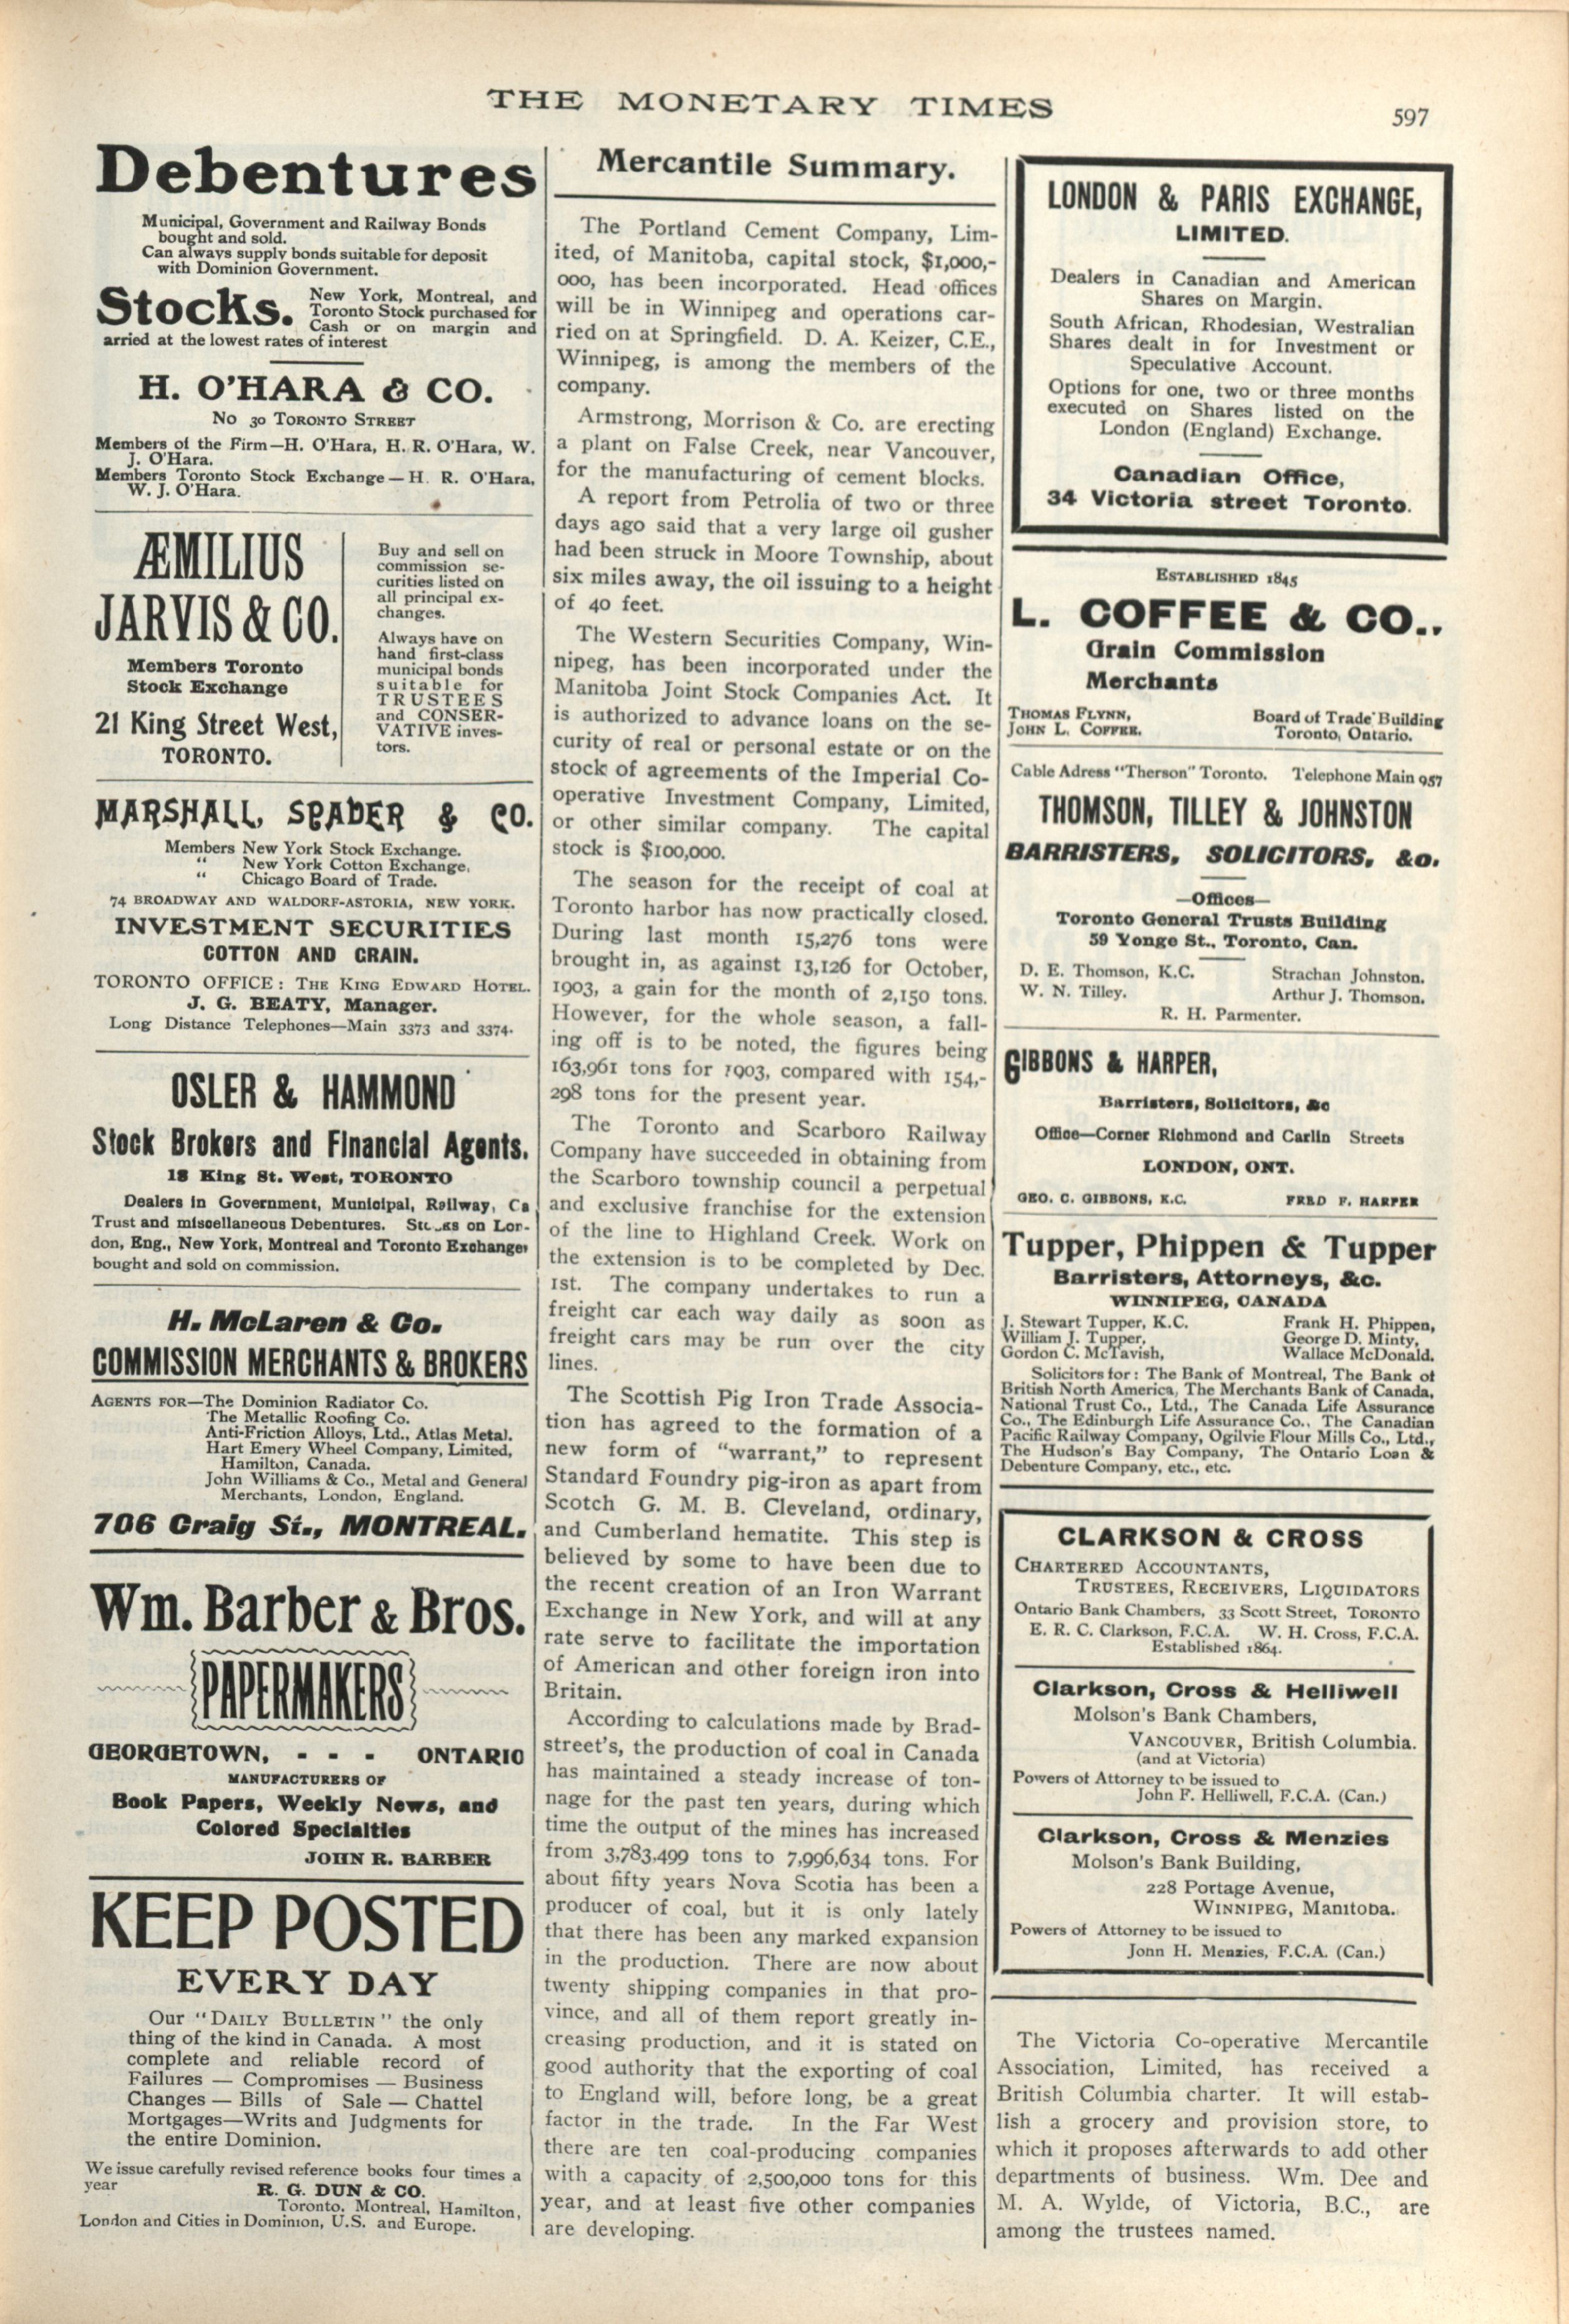 THE MONETARY TIMES
597
Debentures
Municipal, Government and Railway Bonds
bought and sold.
Can always supply bonds suitable for deposit
with Dominion Government.
Stocks.
New York, Montreal, and
Toronto Stock purchased for
Cash or on margin and
arried at the lowest rates of interest
H. O'HARA & CO.
No 30 TORONTO STREET
Members of the Firm—H. O'Hara, H. R. O'Hara, W.
J. O'Hara.
Members Toronto Stock Exchange—H. R. O'Hara,
W. J. O'Hara.
ÆMILIUS
JARVIS & CO.
Members Toronto
Stock Exchange
21 King Street West,
TORONTO.
Buy and sell on
commission se-
curities listed on
all principal ex-
changes.
Always have on
hand first-class
municipal bonds
suitable for
TRUSTEES
and CONSER-
VATIVE inves-
tors.
MARSHALL, SPADER & CO.
Members New York Stock Exchange.
" New York Cotton Exchange,
" Chicago Board of Trade.
74 BROADWAY AND WALDORF-ASTORIA, NEW YORK.
INVESTMENT SECURITIES
COTTON AND GRAIN.
TORONTO OFFICE: THE KING EDWARD HOTEL.
J. G. BEATY, Manager.
Long Distance Telephones—Main 3373 and 3374.
OSLER & HAMMOND
Stock Brokers and Financial Agents.
18 King St. West, TORONTO
Dealers in Government, Municipal, Railway, Ca
Trust and miscellaneous Debentures. Stocks on Lon-
don, Eng., New York, Montreal and Toronto Exchanges
bought and sold on commission.
H. McLaren & Co.
COMMISSION MERCHANTS & BROKERS
AGENTS FOR—The Dominion Radiator Co.
The Metallic Roofing Co.
Anti-Friction Alloys, Ltd., Atlas Metal.
Hart Emery Wheel Company, Limited,
Hamilton, Canada.
John Williams & Co., Metal and General
Merchants, London, England.
706 Craig St., MONTREAL.
Wm. Barber & Bros.
PAPERMAKERS
GEORGETOWN, - - - ONTARIO
MANUFACTURERS OF
Book Papers, Weekly News, and
Colored Specialties
JOHN R. BARBER
KEEP POSTED
EVERY DAY
Our "DAILY BULLETIN" the only
thing of the kind in Canada. A most
complete and reliable record of
Failures — Compromises — Business
Changes — Bills of Sale — Chattel
Mortgages—Writs and Judgments for
the entire Dominion.
We issue carefully revised reference books four times a
year
R. G. DUN & CO.
Toronto, Montreal, Hamilton,
London and Cities in Dominion, U.S. and Europe.
Mercantile Summary.
The Portland Cement Company, Lim-
ited, of Manitoba, capital stock, $1,000,-
000, has been incorporated. Head offices
will be in Winnipeg and operations car-
ried on at Springfield. D. A. Keizer, C.E.,
Winnipeg, is among the members of the
company.
Armstrong, Morrison & Co. are erecting
a plant on False Creek, near Vancouver,
for the manufacturing of cement blocks.
A report from Petrolia of two or three
days ago said that a very large oil gusher
had been struck in Moore Township, about
six miles away, the oil issuing to a height
of 40 feet.
The Western Securities Company, Win-
nipeg, has been incorporated under the
Manitoba Joint Stock Companies Act. It
is authorized to advance loans on the se-
curity of real or personal estate or on the
stock of agreements of the Imperial Co-
operative Investment Company, Limited,
or other similar company. The capital
stock is $100,000.
The season for the receipt of coal at
Toronto harbor has now practically closed.
During last month 15,276 tons were
brought in, as against 13,126 for October,
1903, a gain for the month of 2,150 tons.
However, for the whole season, a fall-
ing off is to be noted, the figures being
163,961 tons for 1903, compared with 154,-
298 tons for the present year.
The Toronto and Scarboro Railway
Company have succeeded in obtaining from
the Scarboro township council a perpetual
and exclusive franchise for the extension
of the line to Highland Creek. Work on
the extension is to be completed by Dec.
1st. The company undertakes to run a
freight car each way daily as soon as
freight cars may be run over the city
lines.
The Scottish Pig Iron Trade Associa-
tion has agreed to the formation of a
new form of "warrant," to represent
Standard Foundry pig-iron as apart from
Scotch G. M. B. Cleveland, ordinary,
and Cumberland hematite. This step is
believed by some to have been due to
the recent creation of an Iron Warrant
Exchange in New York, and will at any
rate serve to facilitate the importation
of American and other foreign iron into
Britain.
According to calculations made by Brad-
street's, the production of coal in Canada
has maintained a steady increase of ton-
nage for the past ten years, during which
time the output of the mines has increased
from 3,783,499 tons to 7,996,634 tons. For
about fifty years Nova Scotia has been a
producer of coal, but it is only lately
that there has been any marked expansion
in the production. There are now about
twenty shipping companies in that pro-
vince, and all of them report greatly in-
creasing production, and it is stated on
good authority that the exporting of coal
to England will, before long, be a great
factor in the trade. In the Far West
there are ten coal-producing companies
with a capacity of 2,500,000 tons for this
year, and at least five other companies
are developing.
LONDON & PARIS EXCHANGE,
LIMITED.
Dealers in Canadian and American
Shares on Margin.
South African, Rhodesian, Westralian
Shares dealt in for Investment or
Speculative Account.
Options for one, two or three months
executed on Shares listed on the
London (England) Exchange.
Canadian Office,
34 Victoria street Toronto.
ESTABLISHED 1845
L. COFFEE & CO.,
Grain Commission
Merchants
THOMAS FLYNN,
JOHN L. COFFEE.
Board of Trade Building
Toronto, Ontario.
Cable Adress "Therson" Toronto. Telephone Main 957
THOMSON, TILLEY & JOHNSTON
BARRISTERS, SOLICITORS, &c.
—Offices—
Toronto General Trusts Building
59 Yonge St., Toronto, Can.
D. E. Thomson, K.C. Strachan Johnston.
W. N. Tilley. Arthur J. Thomson.
R. H. Parmenter.
GIBBONS & HARPER,
Barristers, Solicitors, &c
Office—Corner Richmond and Carlin Streets
LONDON, ONT.
GEO. C. GIBBONS, K.C. FRED F. HARPER
Tupper, Phippen & Tupper
Barristers, Attorneys, &c.
WINNIPEG, CANADA
J. Stewart Tupper, K.C. Frank H. Phippen,
William J. Tupper, George D. Minty,
Gordon C. McTavish, Wallace McDonald.
Solicitors for: The Bank of Montreal, The Bank of
British North America, The Merchants Bank of Canada,
National Trust Co., Ltd., The Canada Life Assurance
Co., The Edinburgh Life Assurance Co., The Canadian
Pacific Railway Company, Ogilvie Flour Mills Co., Ltd.,
The Hudson's Bay Company, The Ontario Loan &
Debenture Company, etc., etc.
CLARKSON & CROSS
CHARTERED ACCOUNTANTS,
TRUSTEES, RECEIVERS, LIQUIDATORS
Ontario Bank Chambers, 33 Scott Street, TORONTO
E. R. C. Clarkson, F.C.A. W. H. Cross, F.C.A.
Established 1864.
Clarkson, Cross & Helliwell
Molson's Bank Chambers,
VANCOUVER, British Columbia.
(and at Victoria)
Powers of Attorney to be issued to
John F. Helliwell, F.C.A. (Can.)
Clarkson, Cross & Menzies
Molson's Bank Building,
228 Portage Avenue,
WINNIPEG, Manitoba.
Powers of Attorney to be issued to
John H. Menzies, F.C.A. (Can.)
The Victoria Co-operative Mercantile
Association, Limited, has received a
British Columbia charter. It will estab-
lish a grocery and provision store, to
which it proposes afterwards to add other
departments of business. Wm. Dee and
M. A. Wylde, of Victoria, B.C., are
among the trustees named.